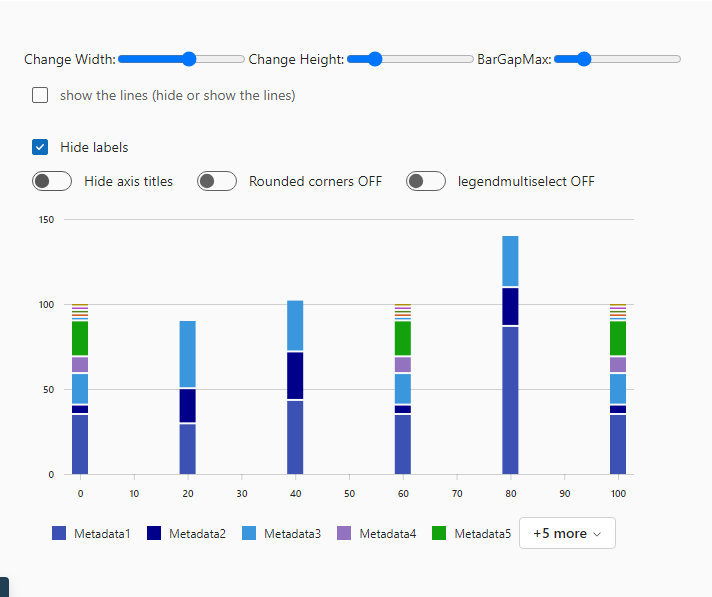 Change Width: Change Height: BarGapMax:
show the lines (hide or show the lines)
Hide labels
Hide axis titles Rounded corners OFF legendmultiselect OFF
150
100
50
0
0 10 20 30 40 50 60 70 80 90 100
Metadata1 Metadata2 Metadata3 Metadata4 Metadata5 +5 more